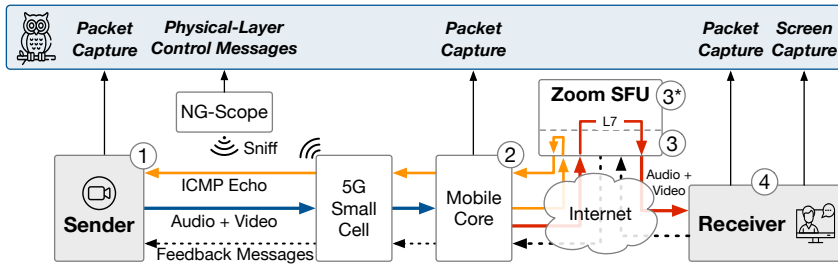 Packet
Capture
Physical-Layer
Control Messages
Packet
Capture
Packet
Capture
Screen
Capture
NG-Scope
Sniff
Zoom SFU
3*
L7
3
1
2
4
ICMP Echo
5G
Small
Cell
Mobile
Core
Internet
Audio +
Video
Sender
Audio + Video
Receiver
Feedback Messages